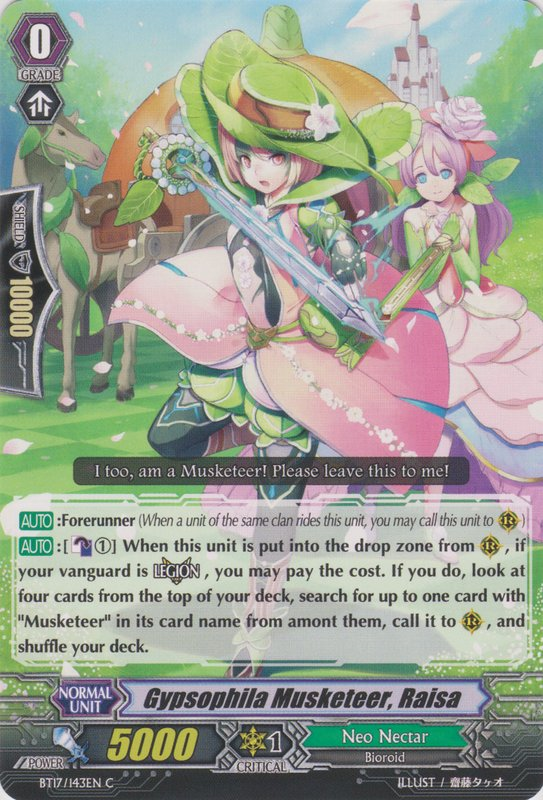 0
GRADE
SHIELD
10000
I too, am a Musketeer! Please leave this to me!
AUTO :Forerunner (When a unit of the same clan rides this unit, you may call this unit to R )
AUTO :[ ①] When this unit is put into the drop zone from R , if
your vanguard is LEGION , you may pay the cost. If you do, look at
four cards from the top of your deck, search for up to one card with
"Musketeer" in its card name from amont them, call it to R , and
shuffle your deck.
NORMAL
UNIT
Gypsophila Musketeer, Raisa
POWER
5000
1
CRITICAL
Neo Nectar
Bioroid
BT17/143EN C
ILLUST / 齋藤タケオ